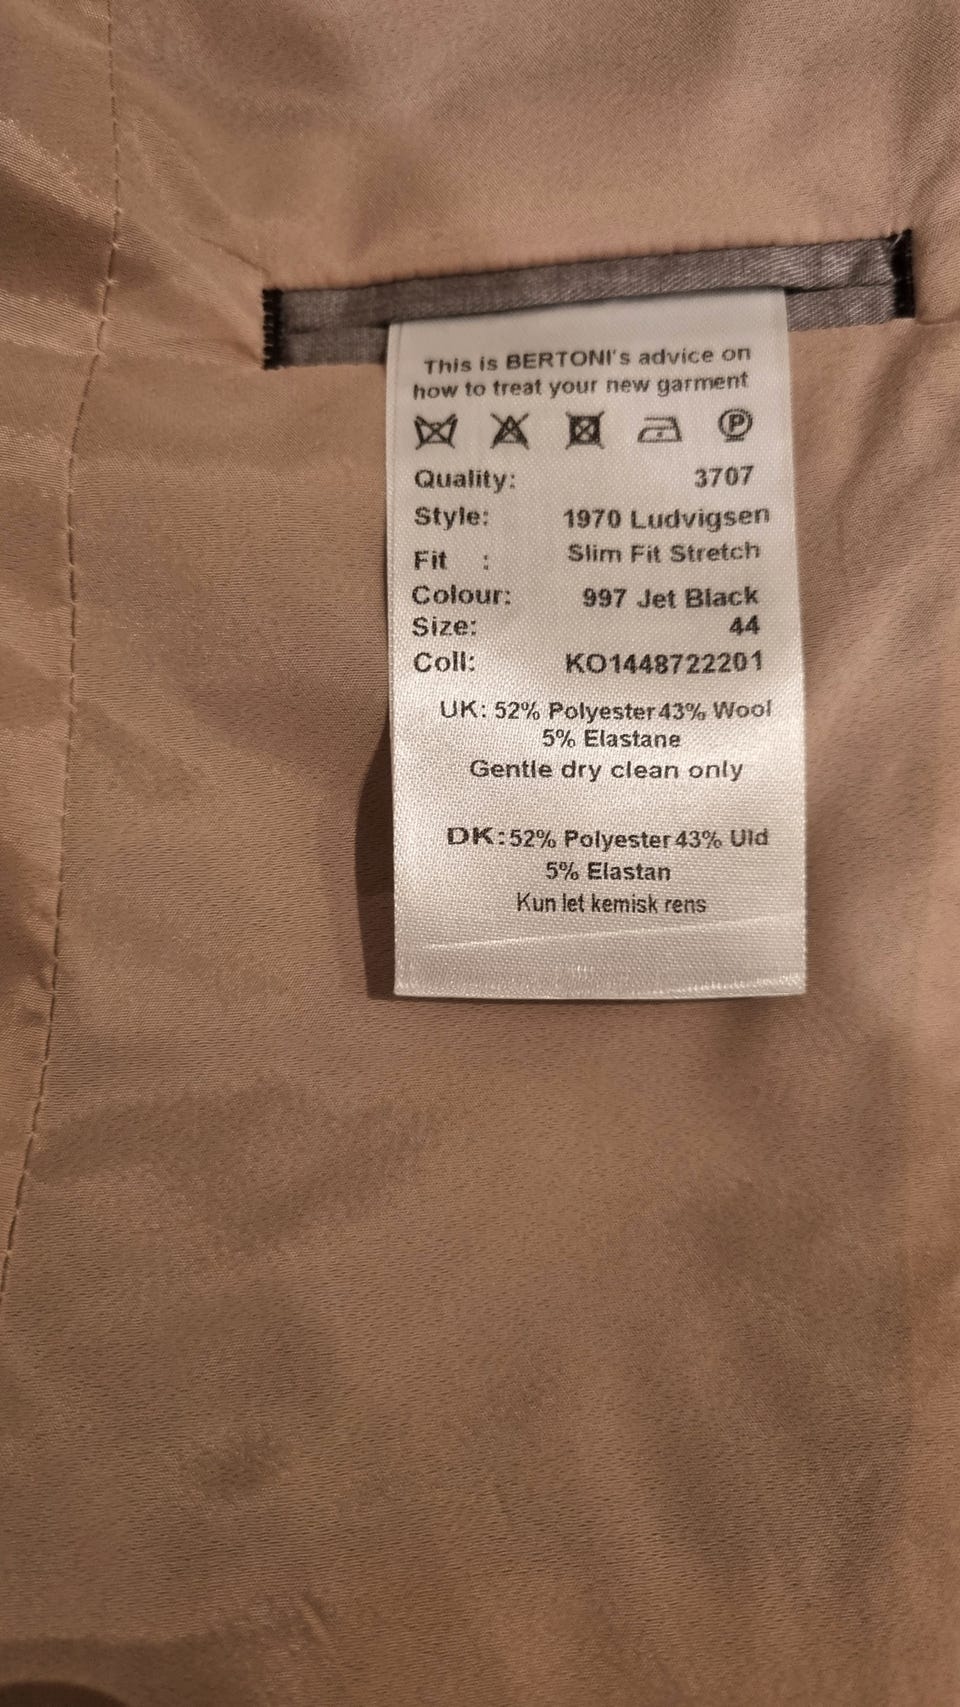 This is BERTONI's advice on
how to treat your new garment
P
Quality: 3707
Style: 1970 Ludvigsen
Fit : Slim Fit Stretch
Colour: 997 Jet Black
Size: 44
Coll: KO1448722201
UK: 52% Polyester 43% Wool
5% Elastane
Gentle dry clean only
DK: 52% Polyester 43% Uld
5% Elastan
Kun let kemisk rens